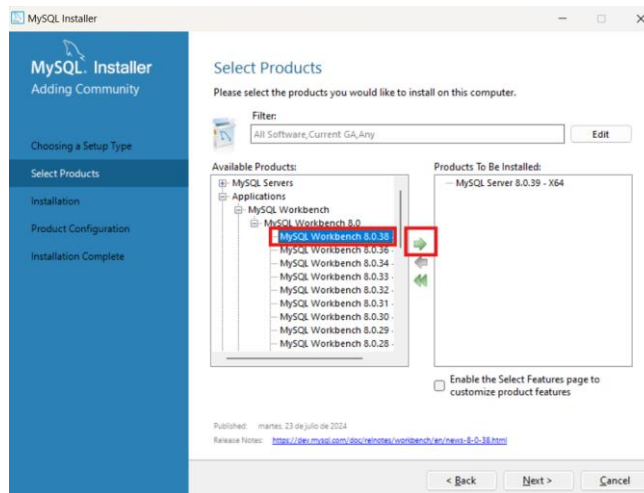 MySQL Installer
MySQL. Installer
Adding Community
Choosing a Setup Type
Select Products
Installation
Product Configuration
Installation Complete
Select Products
Please select the products you would like to install on this computer.
Filter:
All Software,Current GA,Any
Edit
Available Products:
MySQL Servers
Applications
MySQL Workbench
MySQL Workbench 8.0
MySQL Workbench 8.0.38
MySQL Workbench 8.0.36 -
MySQL Workbench 8.0.34 -
MySQL Workbench 8.0.33 -
MySQL Workbench 8.0.32 -
MySQL Workbench 8.0.31 -
MySQL Workbench 8.0.30 -
MySQL Workbench 8.0.29 -
MySQL Workbench 8.0.28 -
Products To Be Installed:
MySQL Server 8.0.39 - X64
Enable the Select Features page to
customize product features
Published: martes, 23 de julio de 2024
Release Notes: https://dev.mysql.com/doc/relnotes/workbench/en/news-8-0-38.html
< Back
Next >
Cancel